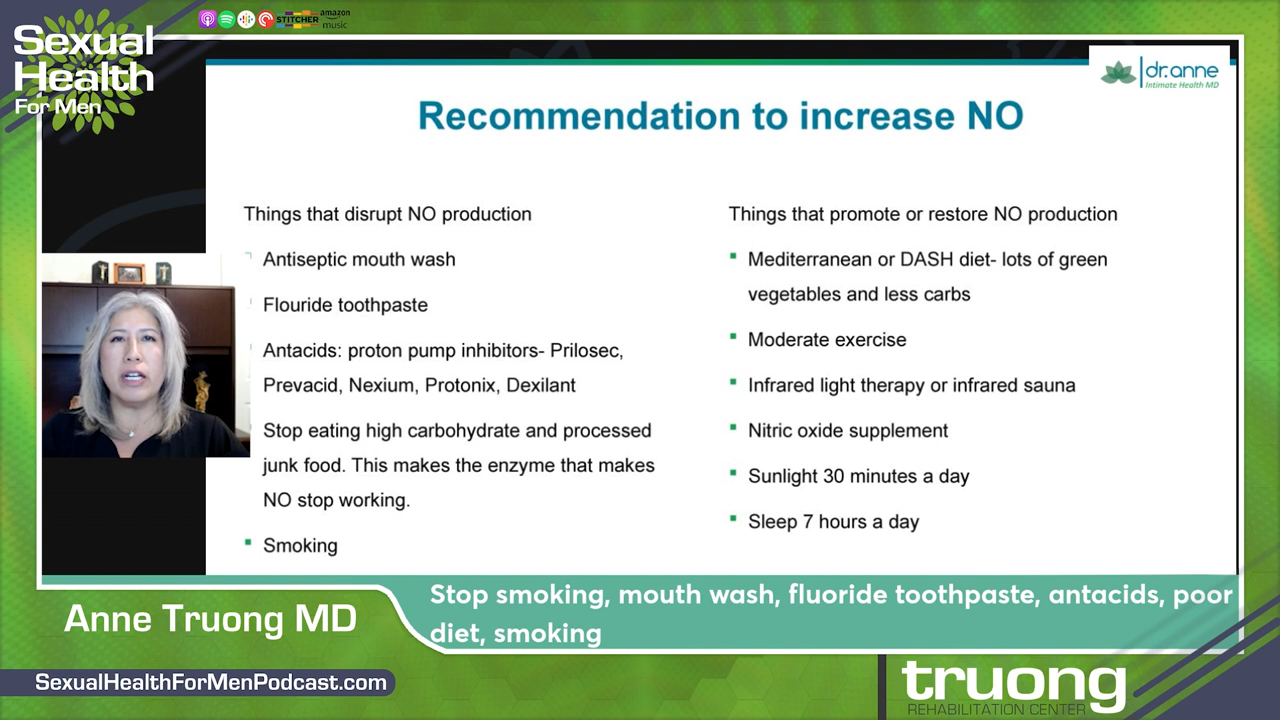 STITCHER
amazon
music
Sexual
Health
For Men
dr.anne
Intimate Health MD
Recommendation to increase NO
Things that disrupt NO production
Antiseptic mouth wash
Flouride toothpaste
Antacids: proton pump inhibitors- Prilosec,
Prevacid, Nexium, Protonix, Dexilant
Stop eating high carbohydrate and processed
junk food. This makes the enzyme that makes
NO stop working.
Smoking
Things that promote or restore NO production
Mediterranean or DASH diet- lots of green
vegetables and less carbs
Moderate exercise
Infrared light therapy or infrared sauna
Nitric oxide supplement
Sunlight 30 minutes a day
Sleep 7 hours a day
Anne Truong MD
Stop smoking, mouth wash, fluoride toothpaste, antacids, poor
diet, smoking
SexualHealthForMenPodcast.com
truong
REHABILITATION CENTER